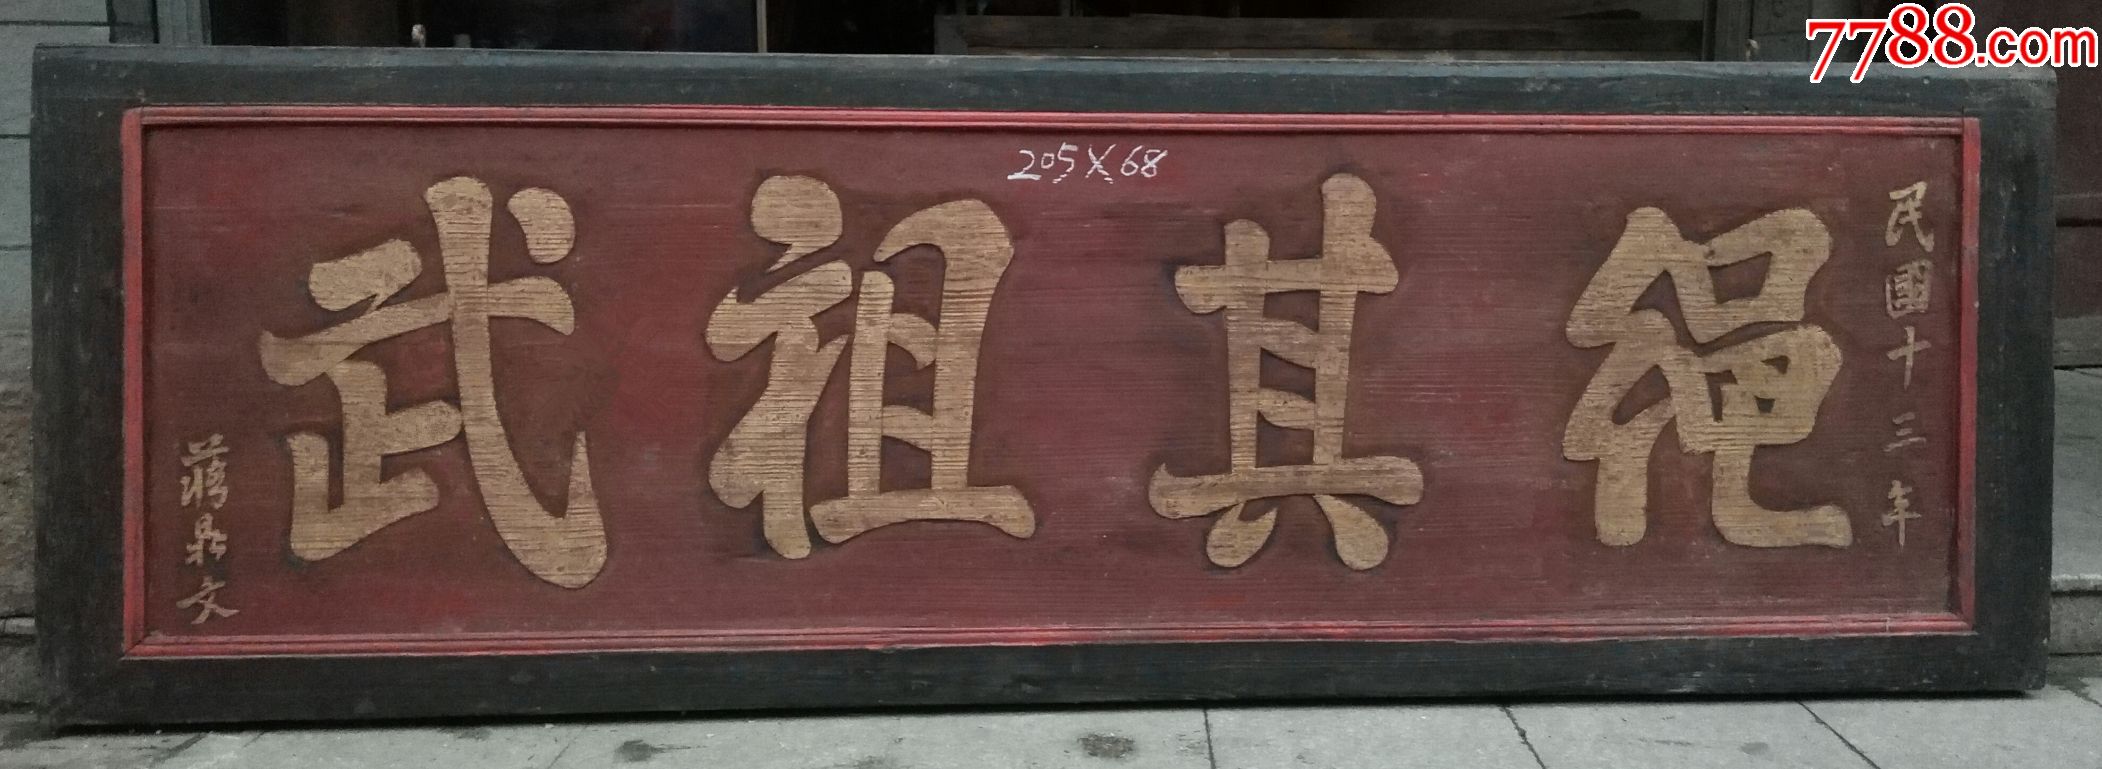 7788.com
205X68
民國十三年
繩其祖武
蔣鼎文